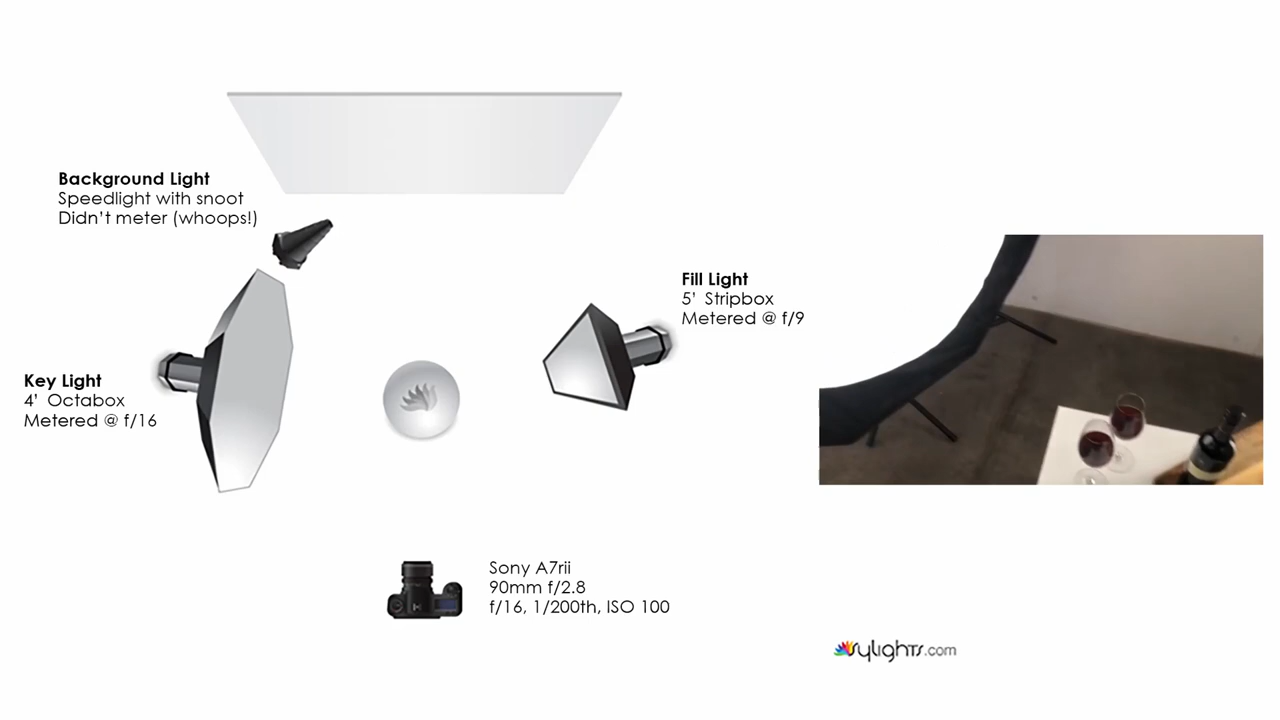 Background Light
Speedlight with snoot
Didn't meter (whoops!)
Fill Light
5' Stripbox
Metered @ f/9
Key Light
4' Octabox
Metered @ f/16
Sony A7rii
90mm f/2.8
f/16, 1/200th, ISO 100
sylights.com